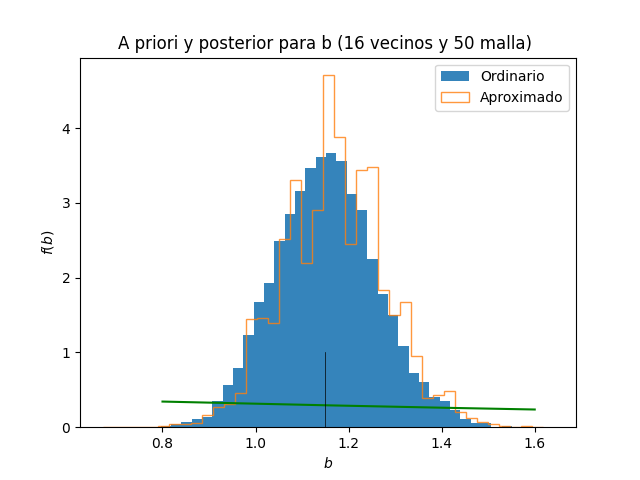 A priori y posterior para b (16 vecinos y 50 malla)
Ordinario
Aproximado
4
3
2
1
0
f(b)
0.8 1.0 1.2 1.4 1.6
b